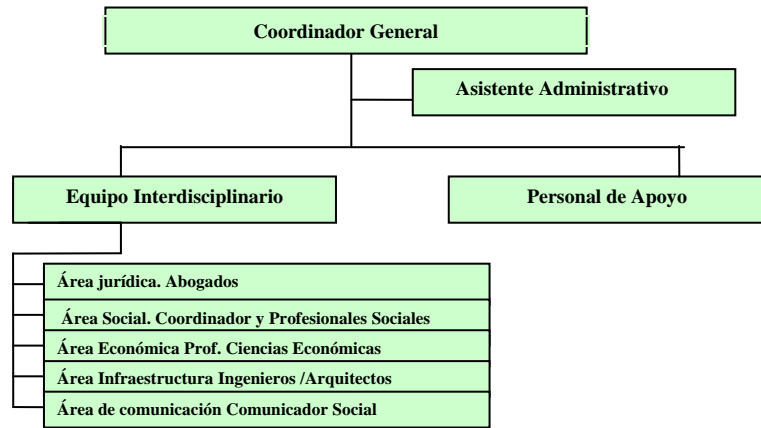 Coordinador General
Asistente Administrativo
Equipo Interdisciplinario
Personal de Apoyo
Área jurídica. Abogados
Área Social. Coordinador y Profesionales Sociales
Área Económica Prof. Ciencias Económicas
Área Infraestructura Ingenieros /Arquitectos
Área de comunicación Comunicador Social